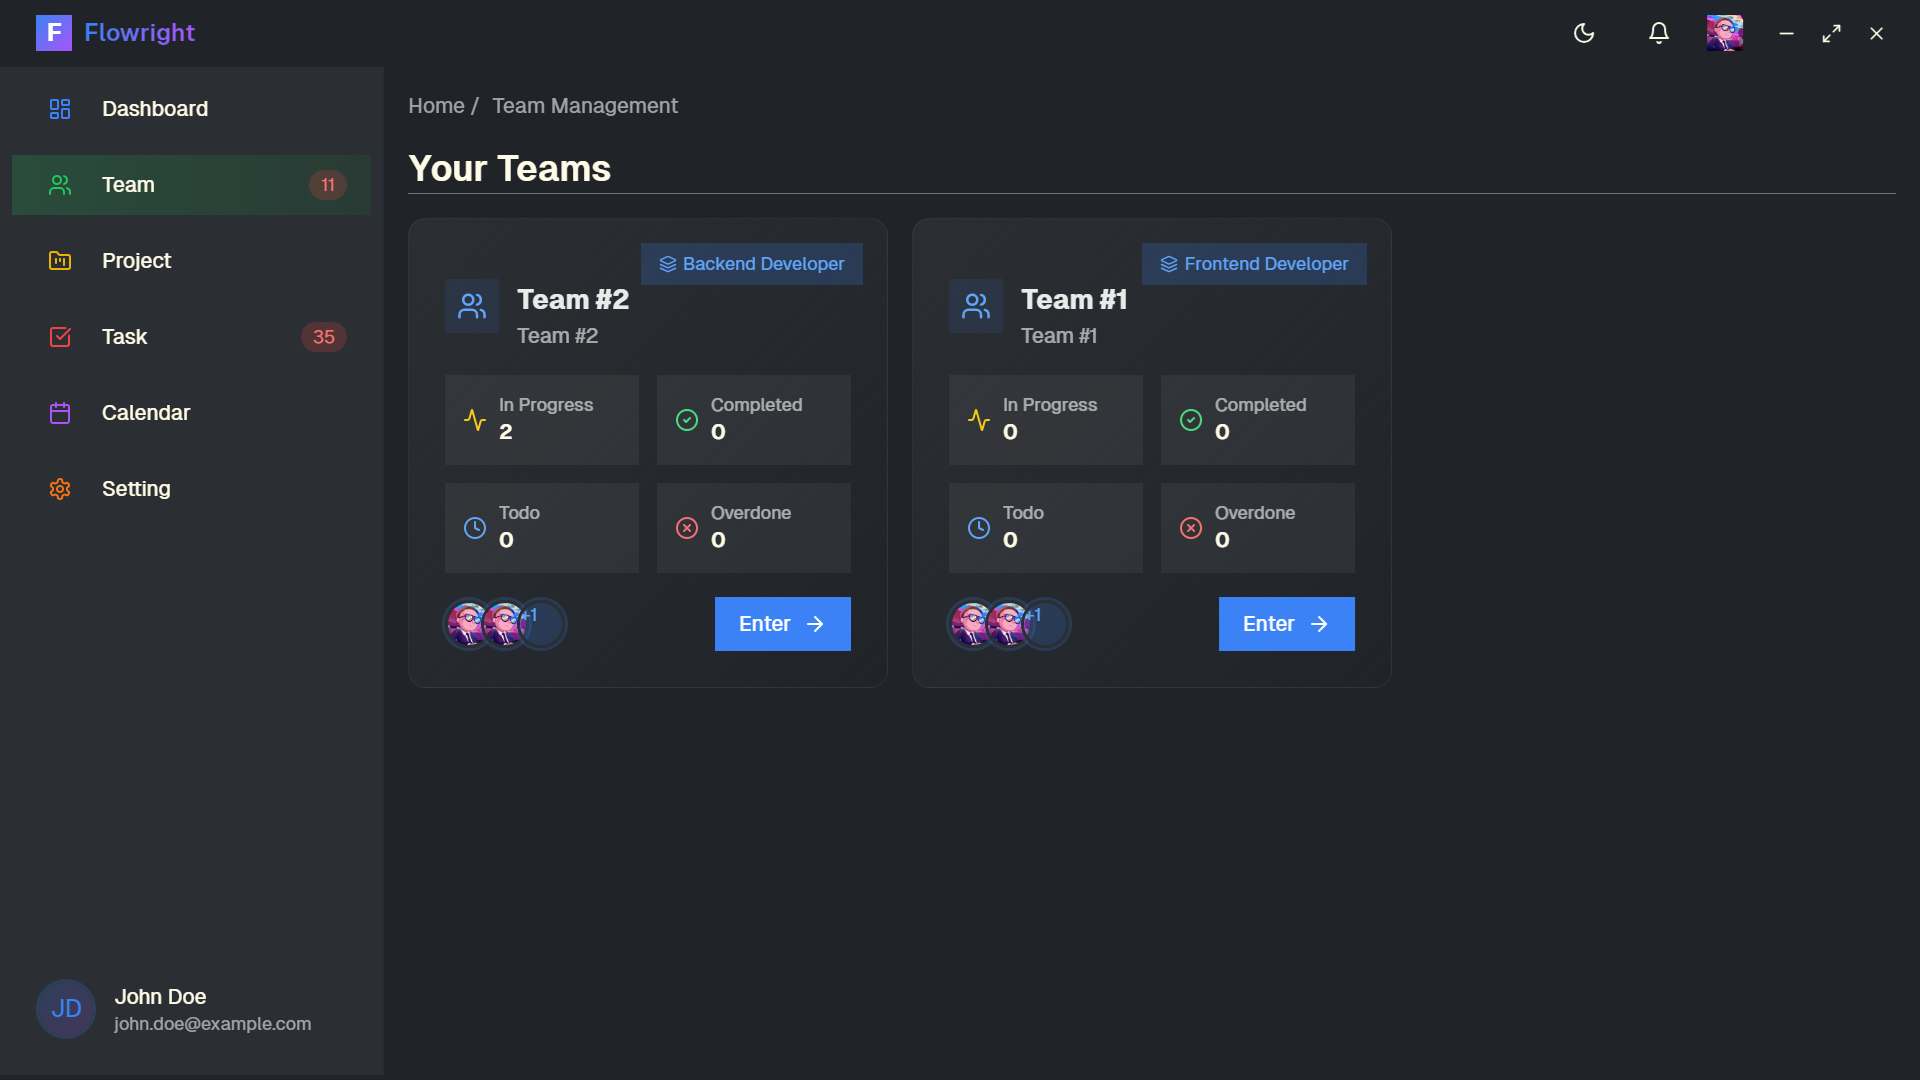 F Flowright
Dashboard
Team 11
Project
Task 35
Calendar
Setting
JD
John Doe
john.doe@example.com
Home / Team Management
Your Teams
Backend Developer
Team #2
Team #2
In Progress
2
Completed
0
Todo
0
Overdone
0
+1
Enter
Frontend Developer
Team #1
Team #1
In Progress
0
Completed
0
Todo
0
Overdone
0
+1
Enter